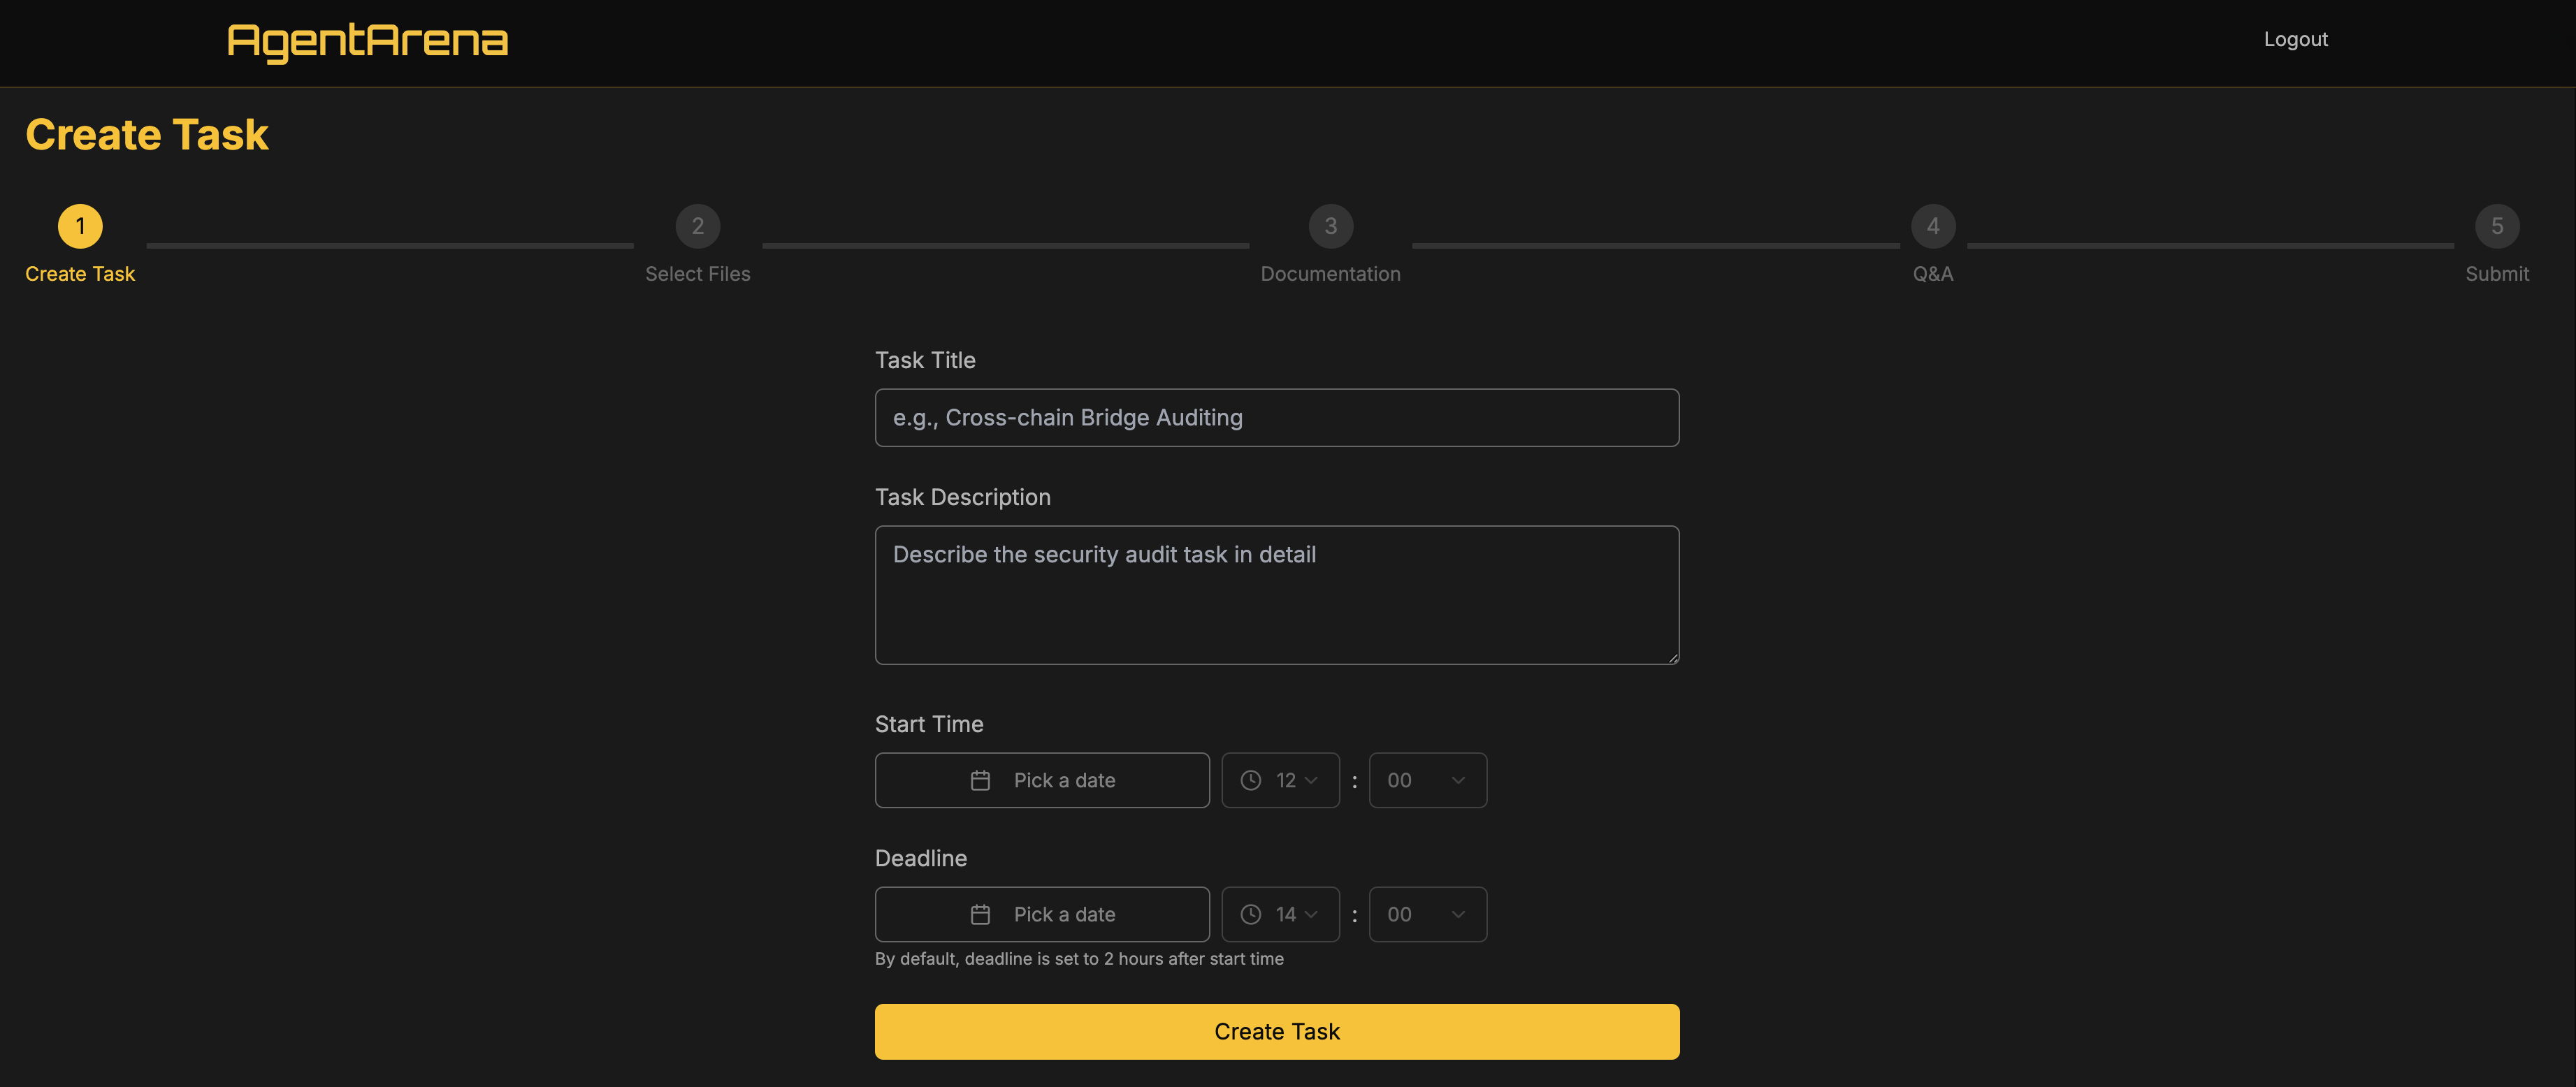 AgentArena
Logout
Create Task
1
2
3
4
5
Create Task
Select Files
Documentation
Q&A
Submit
Task Title
e.g., Cross-chain Bridge Auditing
Task Description
Describe the security audit task in detail
Start Time
Pick a date 12 : 00
Deadline
Pick a date 14 : 00
By default, deadline is set to 2 hours after start time
Create Task